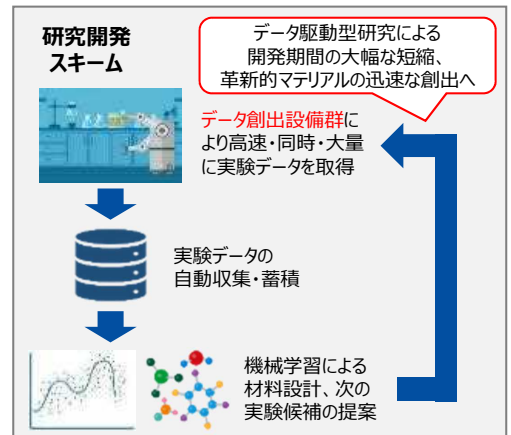 研究開発
スキーム
データ駆動型研究による
開発期間の大幅な短縮、
革新的マテリアルの迅速な創出へ
データ創出設備群に
より高速・同時・大量
に実験データを取得
実験データの
自動収集・蓄積
機械学習による
材料設計、次の
実験候補の提案